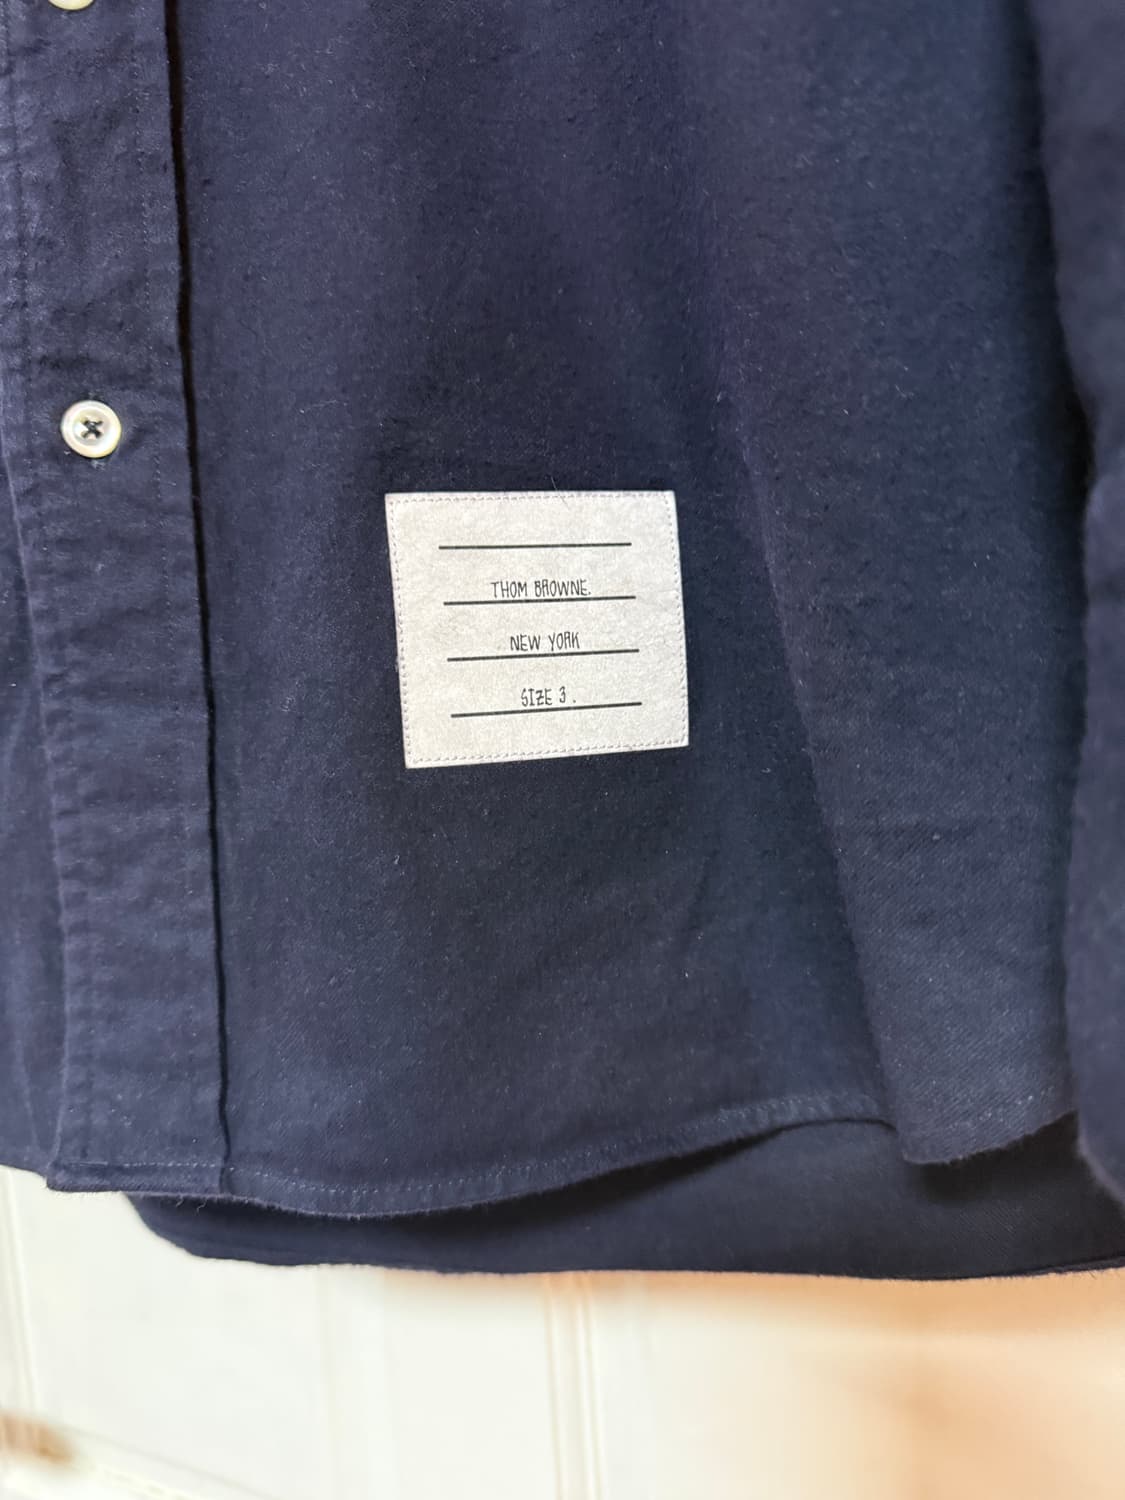 THOM BROWNE.
NEW YORK
SIZE 3 .